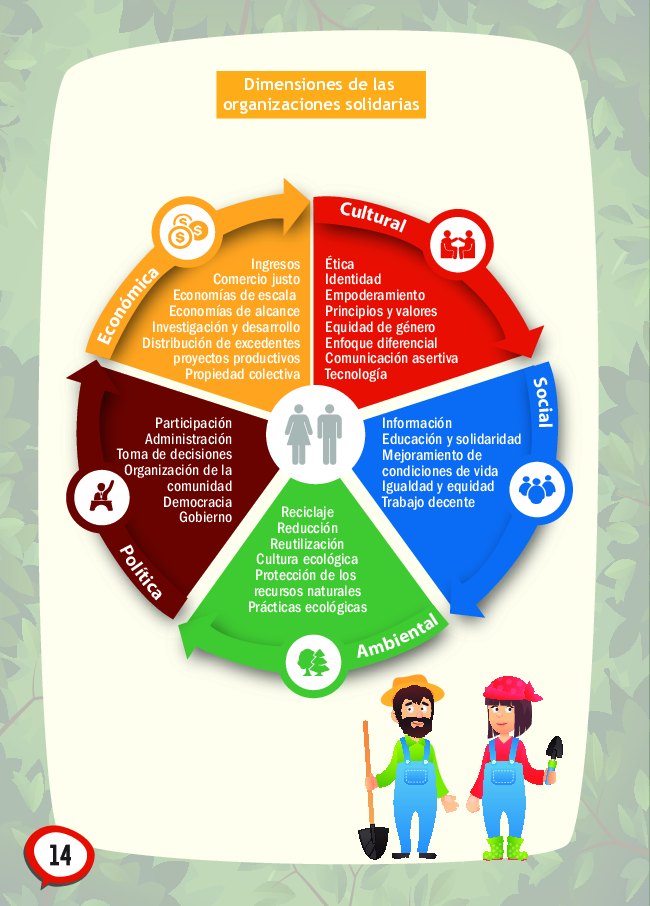 Dimensiones de las
organizaciones solidarias
Económica
Ingresos
Comercio justo
Economías de escala
Economías de alcance
Investigación y desarrollo
Distribución de excedentes
proyectos productivos
Propiedad colectiva
Cultural
Ética
Identidad
Empoderamiento
Principios y valores
Equidad de género
Enfoque diferencial
Comunicación asertiva
Tecnología
Social
Información
Educación y solidaridad
Mejoramiento de
condiciones de vida
Igualdad y equidad
Trabajo decente
Ambiental
Reciclaje
Reducción
Reutilización
Cultura ecológica
Protección de los
recursos naturales
Prácticas ecológicas
Política
Participación
Administración
Toma de decisiones
Organización de la
comunidad
Democracia
Gobierno
14